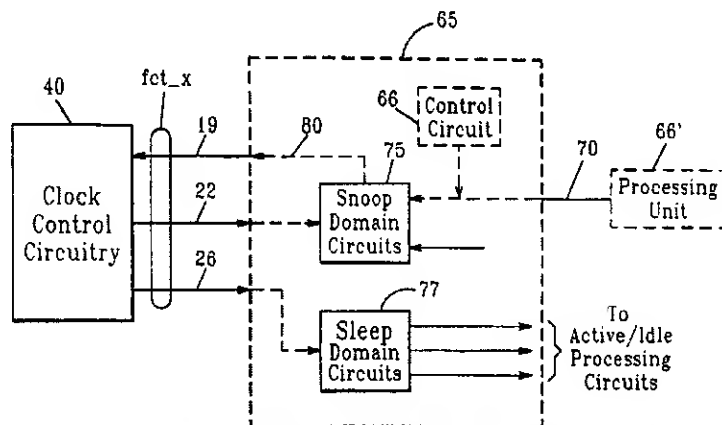 65
fct_x
40
66
Control
Circuit
19
80
75
70
66'
Clock
Control
Circuitry
22
Snoop
Domain
Circuits
Processing
Unit
26
77
Sleep
Domain
Circuits
To
Active/Idle
Processing
Circuits